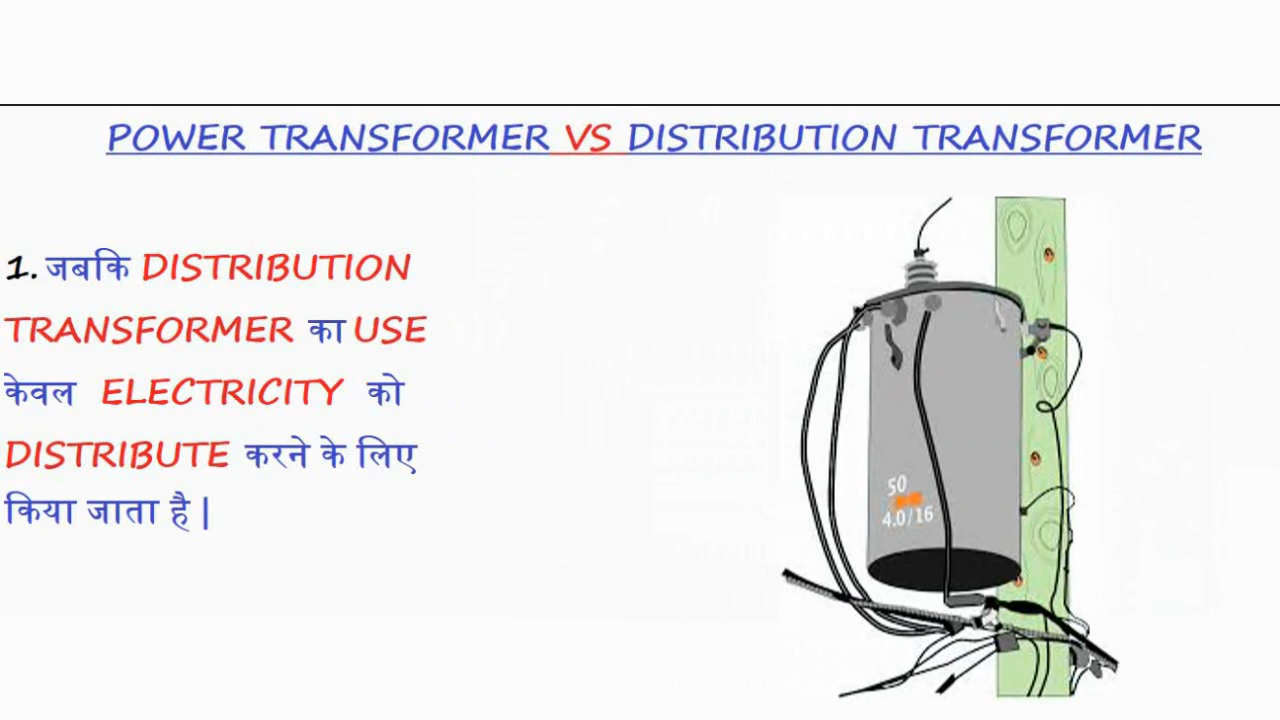 POWER TRANSFORMER VS DISTRIBUTION TRANSFORMER
1. जबकि DISTRIBUTION
TRANSFORMER का USE
केवल ELECTRICITY को
DISTRIBUTE करने के लिए
किया जाता है |
50
4.0/16